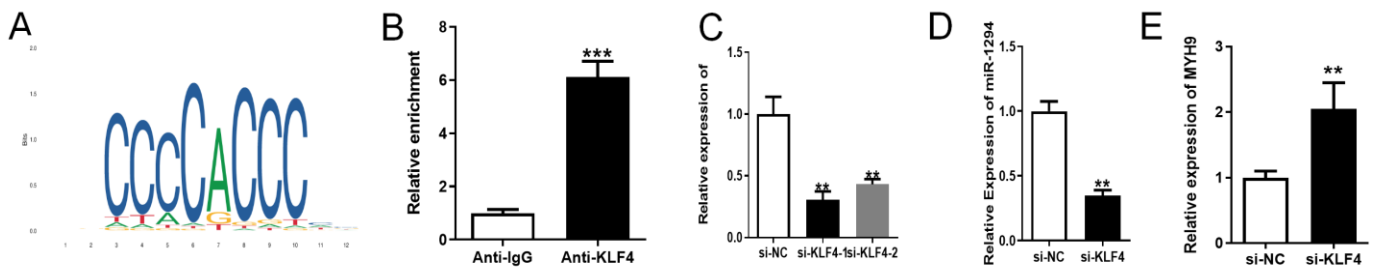 A
2.0
1.5
1.0
0.5
0.0
Bits
CCCCACCC
1 2 3 4 5 6 7 8 9 10 11 12
B
Relative enrichment
8
6
4
2
0
***
Anti-IgG Anti-KLF4
C
Relative expression of
1.5
1.0
0.5
0.0
** **
si-NC si-KLF4-1 si-KLF4-2
D
Relative Expression of miR-1294
1.5
1.0
0.5
0.0
**
si-NC si-KLF4
E
Relative expression of MYH9
3
2
1
0
**
si-NC si-KLF4